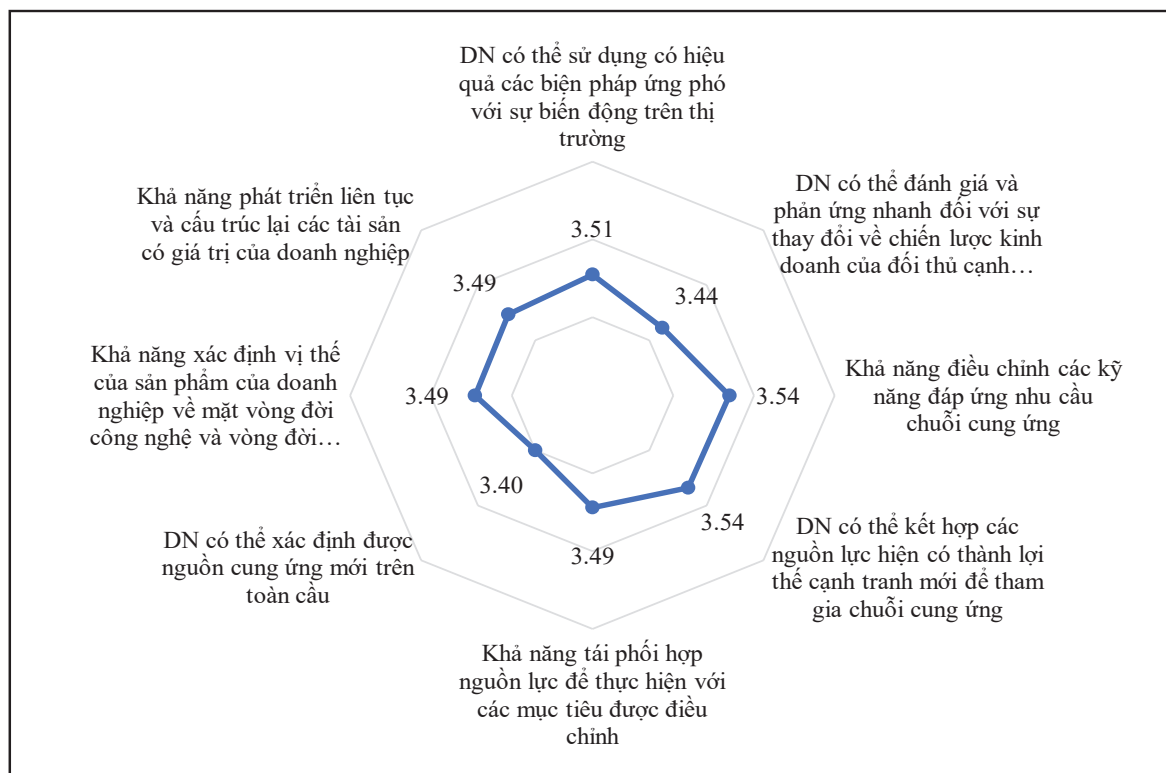 DN có thể sử dụng có hiệu
quả các biện pháp ứng phó
với sự biến động trên thị
trường
3.51
DN có thể đánh giá và
phản ứng nhanh đối với sự
thay đổi về chiến lược kinh
doanh của đối thủ cạnh…
3.44
Khả năng điều chỉnh các kỹ
năng đáp ứng nhu cầu
chuỗi cung ứng
3.54
DN có thể kết hợp các
nguồn lực hiện có thành lợi
thế cạnh tranh mới để tham
gia chuỗi cung ứng
3.54
Khả năng tái phối hợp
nguồn lực để thực hiện với
các mục tiêu được điều
chỉnh
3.49
DN có thể xác định được
nguồn cung ứng mới trên
toàn cầu
3.40
Khả năng xác định vị thế
của sản phẩm của doanh
nghiệp về mặt vòng đời
công nghệ và vòng đời…
3.49
Khả năng phát triển liên tục
và cấu trúc lại các tài sản
có giá trị của doanh nghiệp
3.49